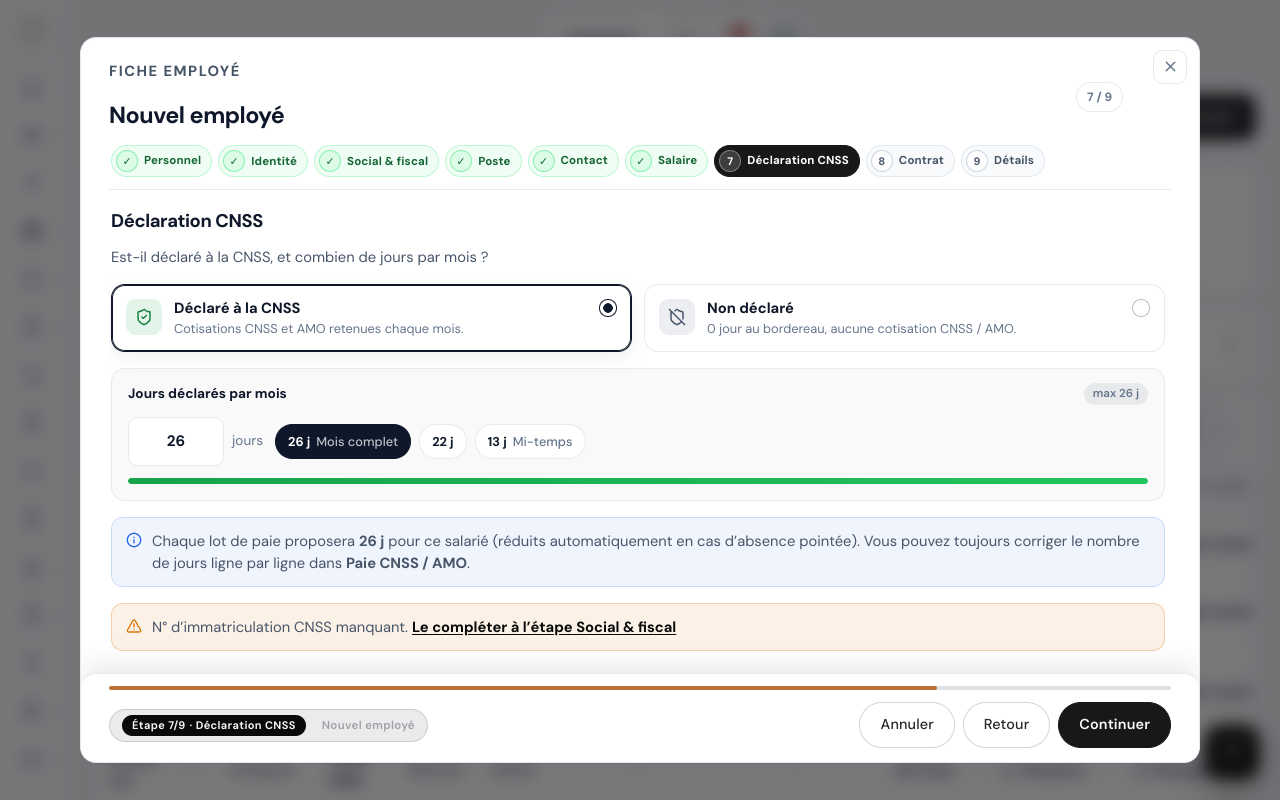 FICHE EMPLOYÉ
7 / 9
Nouvel employé
✓ Personnel ✓ Identité ✓ Social & fiscal ✓ Poste ✓ Contact ✓ Salaire 7 Déclaration CNSS 8 Contrat 9 Détails
Déclaration CNSS
Est-il déclaré à la CNSS, et combien de jours par mois ?
Déclaré à la CNSS
Cotisations CNSS et AMO retenues chaque mois.
Non déclaré
0 jour au bordereau, aucune cotisation CNSS / AMO.
Jours déclarés par mois
max 26 j
26 jours 26 j Mois complet 22 j 13 j Mi-temps
Chaque lot de paie proposera 26 j pour ce salarié (réduits automatiquement en cas d’absence pointée). Vous pouvez toujours corriger le nombre
de jours ligne par ligne dans Paie CNSS / AMO.
N° d’immatriculation CNSS manquant. Le compléter à l’étape Social & fiscal
Étape 7/9 · Déclaration CNSS Nouvel employé
Annuler Retour Continuer